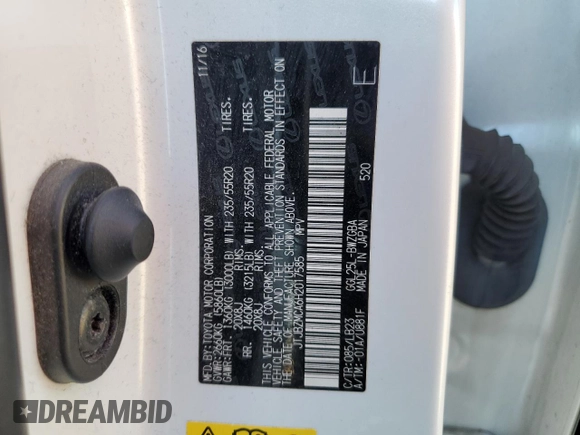 MFD.BY:TOYOTA MOTOR CORPORATION 11/16
GVWR:2660KG (5860LB)
GAWR:FRT. 1360KG (3000LB) WITH 235/55R20 TIRES.
20X8J RIMS.
RR. 1460KG (3215LB) WITH 235/55R20 TIRES.
20X8J RIMS.
THIS VEHICLE CONFORMS TO ALL APPLICABLE FEDERAL MOTOR
VEHICLE SAFETY AND THEFT PREVENTION STANDARDS IN EFFECT ON
THE DATE OF MANUFACTURE SHOWN ABOVE.
JTJBZMCA6H2017585 MPV
E
C/TR:085/LB23 GGL25L-BWZGBA
A/TM:-01A/D881F MADE IN JAPAN 520
DREAMBID